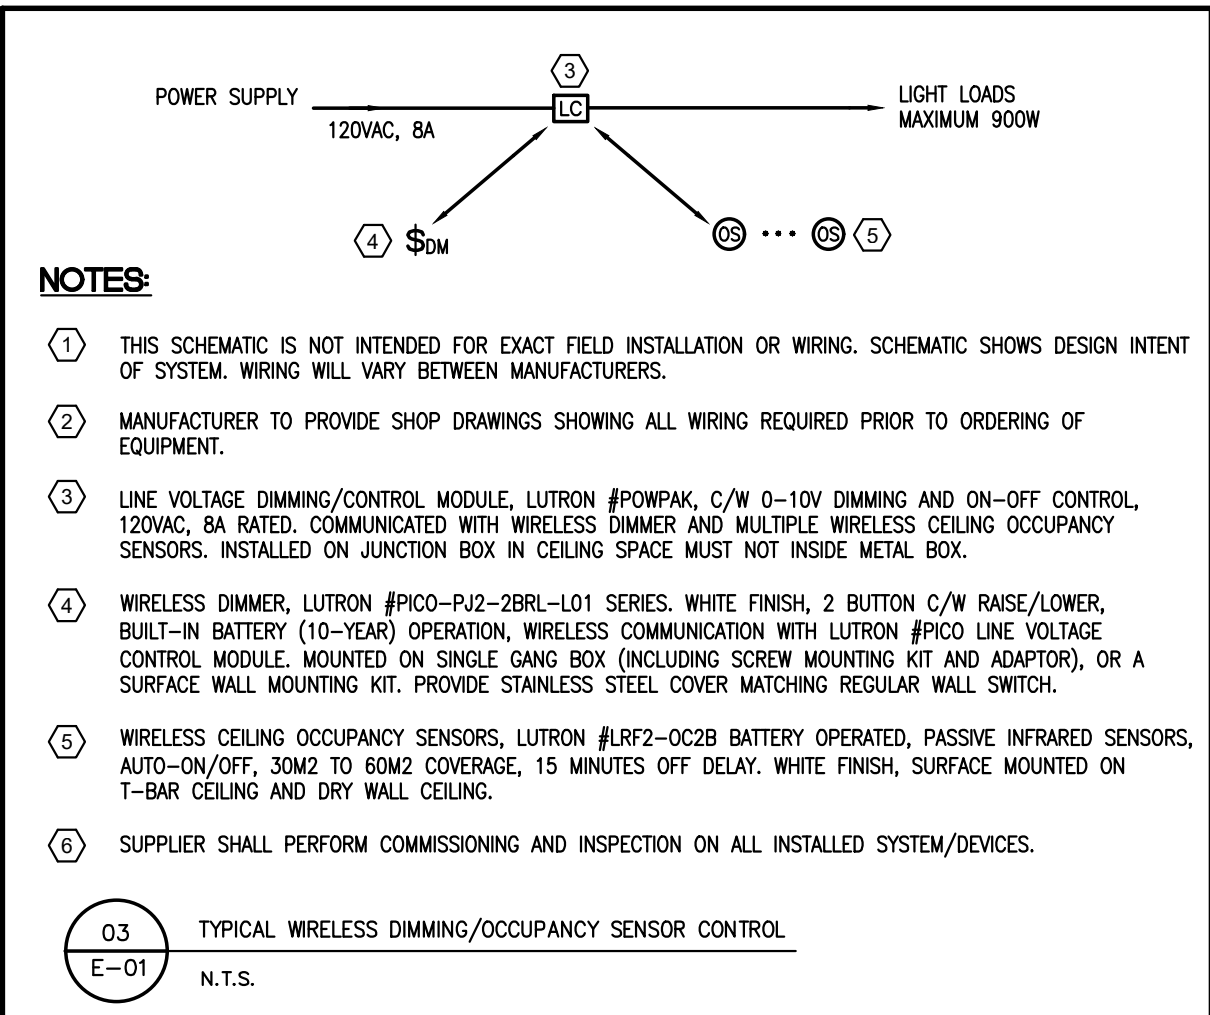 3
POWER SUPPLY
LC
LIGHT LOADS
MAXIMUM 900W
120VAC, 8A
4 $DM
OS ... OS 5
NOTES:
1 THIS SCHEMATIC IS NOT INTENDED FOR EXACT FIELD INSTALLATION OR WIRING. SCHEMATIC SHOWS DESIGN INTENT
OF SYSTEM. WIRING WILL VARY BETWEEN MANUFACTURERS.
2 MANUFACTURER TO PROVIDE SHOP DRAWINGS SHOWING ALL WIRING REQUIRED PRIOR TO ORDERING OF
EQUIPMENT.
3 LINE VOLTAGE DIMMING/CONTROL MODULE, LUTRON #POWPAK, C/W 0-10V DIMMING AND ON-OFF CONTROL,
120VAC, 8A RATED. COMMUNICATED WITH WIRELESS DIMMER AND MULTIPLE WIRELESS CEILING OCCUPANCY
SENSORS. INSTALLED ON JUNCTION BOX IN CEILING SPACE MUST NOT INSIDE METAL BOX.
4 WIRELESS DIMMER, LUTRON #PICO-PJ2-2BRL-L01 SERIES. WHITE FINISH, 2 BUTTON C/W RAISE/LOWER,
BUILT-IN BATTERY (10-YEAR) OPERATION, WIRELESS COMMUNICATION WITH LUTRON #PICO LINE VOLTAGE
CONTROL MODULE. MOUNTED ON SINGLE GANG BOX (INCLUDING SCREW MOUNTING KIT AND ADAPTOR), OR A
SURFACE WALL MOUNTING KIT. PROVIDE STAINLESS STEEL COVER MATCHING REGULAR WALL SWITCH.
5 WIRELESS CEILING OCCUPANCY SENSORS, LUTRON #LRF2-OC2B BATTERY OPERATED, PASSIVE INFRARED SENSORS,
AUTO-ON/OFF, 30M2 TO 60M2 COVERAGE, 15 MINUTES OFF DELAY. WHITE FINISH, SURFACE MOUNTED ON
T-BAR CEILING AND DRY WALL CEILING.
6 SUPPLIER SHALL PERFORM COMMISSIONING AND INSPECTION ON ALL INSTALLED SYSTEM/DEVICES.
03
E-01
TYPICAL WIRELESS DIMMING/OCCUPANCY SENSOR CONTROL
N.T.S.